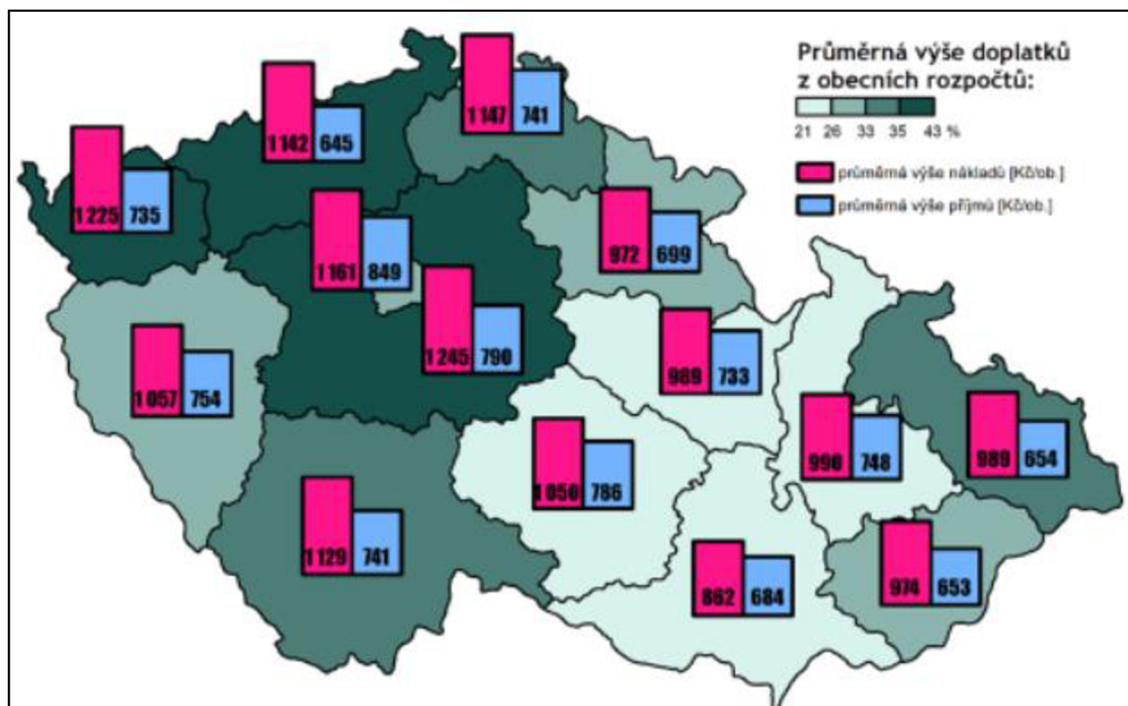 Průměrná výše doplatků
z obecních rozpočtů:
21 26 33 35 43 %
průměrná výše nákladů [Kč/ob.]
průměrná výše příjmů [Kč/ob.]
1 147 741
1 142 645
1 225 735
1 161 849
972 699
1 245 790
989 733
1 057 754
990 748
989 654
1 050 786
1 129 741
862 684
974 653